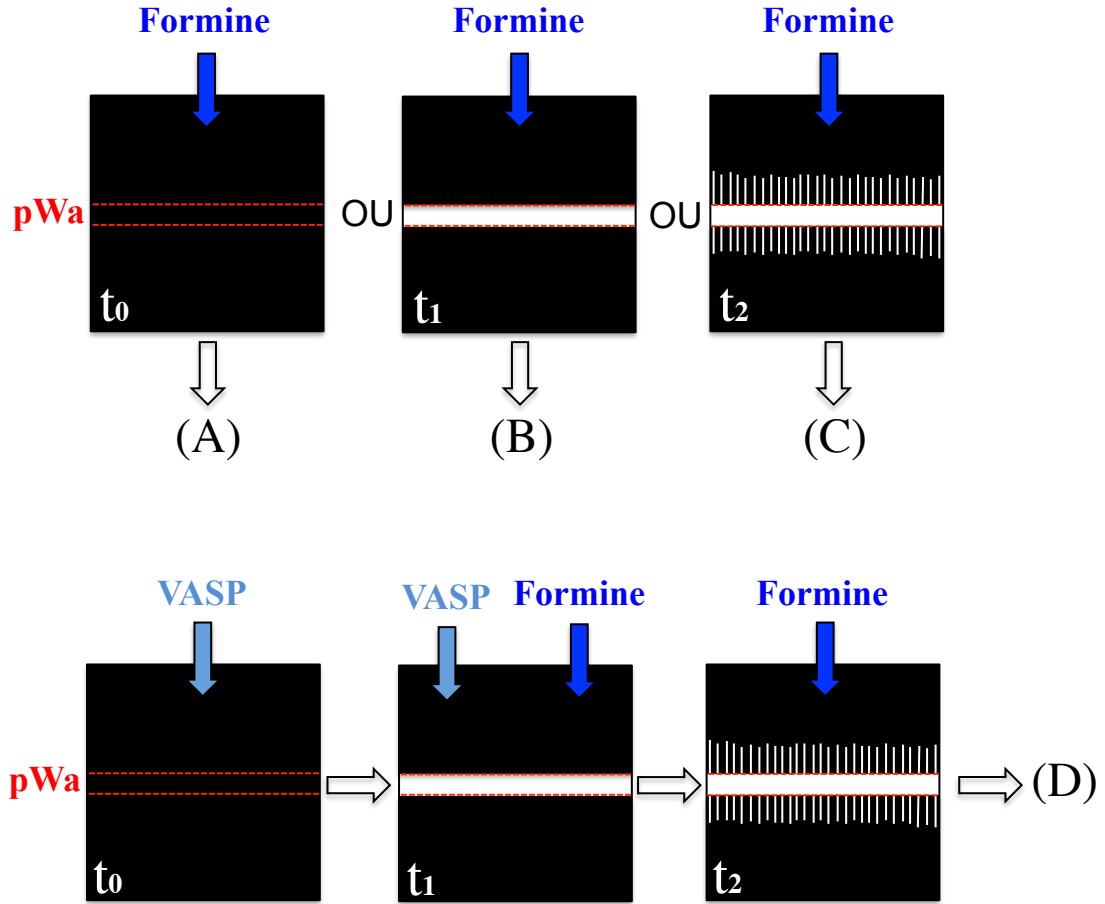 Formine Formine Formine
pWa OU OU
t0 t1 t2
(A) (B) (C)
VASP VASP Formine Formine
pWa (D)
t0 t1 t2